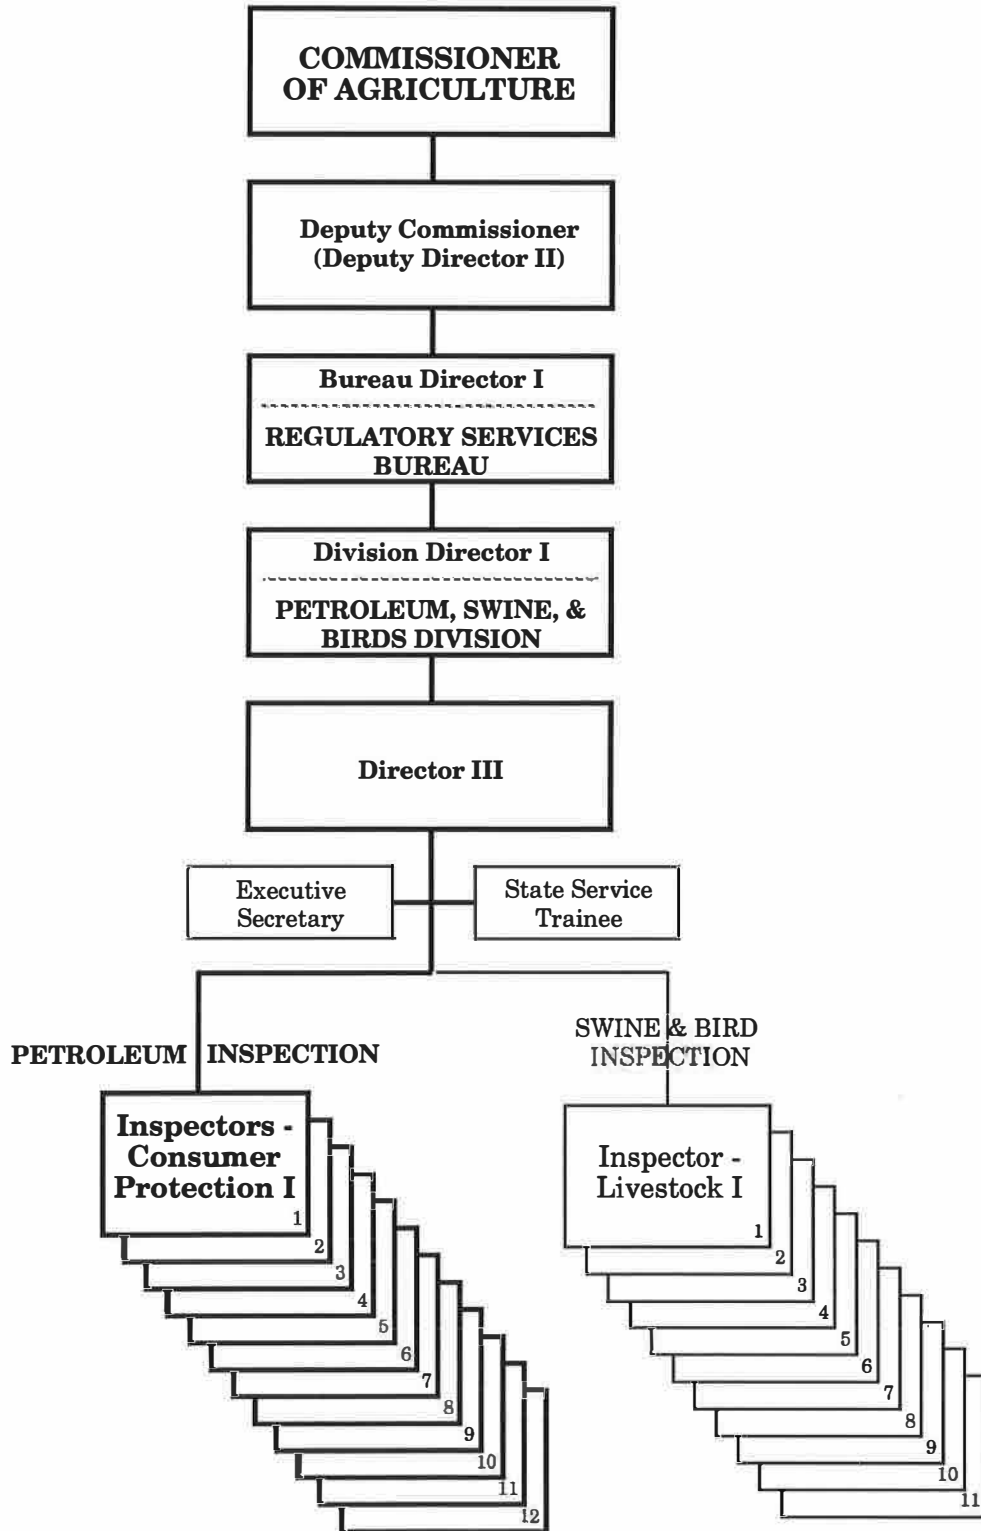 COMMISSIONER
OF AGRICULTURE
Deputy Commissioner
(Deputy Director II)
Bureau Director I
REGULATORY SERVICES
BUREAU
Division Director I
PETROLEUM, SWINE, &
BIRDS DIVISION
Director III
Executive
Secretary
State Service
Trainee
PETROLEUM INSPECTION
Inspectors -
Consumer
Protection I
1
2
3
4
5
6
7
8
9
10
11
12
SWINE & BIRD
INSPECTION
Inspector -
Livestock I
1
2
3
4
5
6
7
8
9
10
11